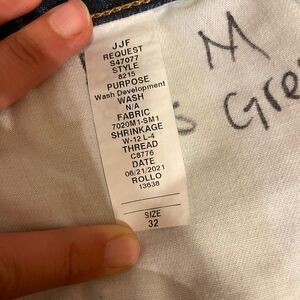 JJF
REQUEST
S47077
STYLE
8215
PURPOSE
Wash Development
WASH
N/A
FABRIC
7020M1-SM1
SHRINKAGE
W-12 L-4
THREAD
C8776
DATE
06/21/2021
ROLLO
13638
SIZE
32
M